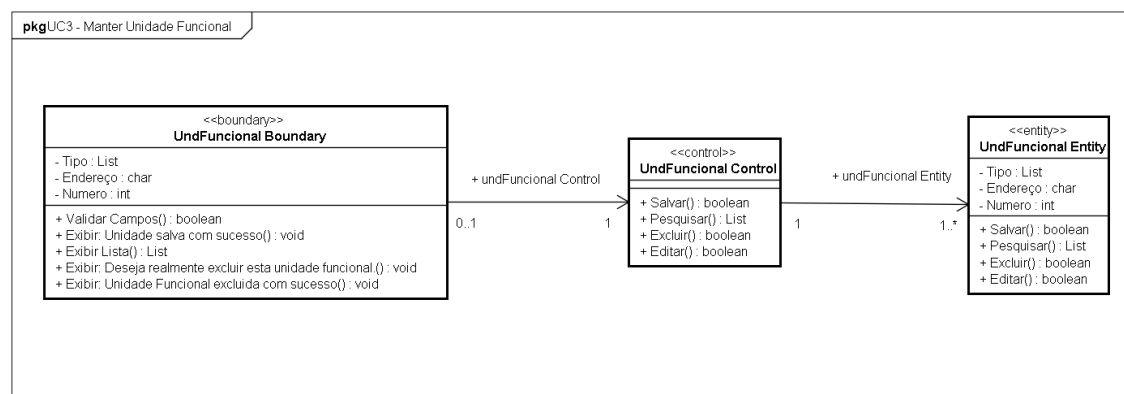 pkg UC3 - Manter Unidade Funcional
<<boundary>>
UndFuncional Boundary
- Tipo : List
- Endereço : char
- Numero : int
+ Validar Campos() : boolean
+ Exibir: Unidade salva com sucesso() : void
+ Exibir Lista() : List
+ Exibir: Deseja realmente excluir esta unidade funcional.() : void
+ Exibir: Unidade Funcional excluida com sucesso() : void
+ undFuncional Control
0..1
1
<<control>>
UndFuncional Control
+ Salvar() : boolean
+ Pesquisar() : List
+ Excluir() : boolean
+ Editar() : boolean
+ undFuncional Entity
1
1..*
<<entity>>
UndFuncional Entity
- Tipo : List
- Endereço : char
- Numero : int
+ Salvar() : boolean
+ Pesquisar() : List
+ Excluir() : boolean
+ Editar() : boolean